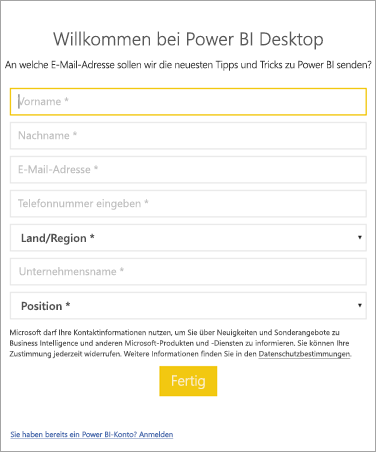 Willkommen bei Power BI Desktop
An welche E-Mail-Adresse sollen wir die neuesten Tipps und Tricks zu Power BI senden?
Vorname *
Nachname *
E-Mail-Adresse *
Telefonnummer eingeben *
Land/Region *
Unternehmensname *
Position *
Microsoft darf Ihre Kontaktinformationen nutzen, um Sie über Neuigkeiten und Sonderangebote zu
Business Intelligence und anderen Microsoft-Produkten und -Diensten zu informieren. Sie können Ihre
Zustimmung jederzeit widerrufen. Weitere Informationen finden Sie in den Datenschutzbestimmungen.
Fertig
Sie haben bereits ein Power BI-Konto? Anmelden